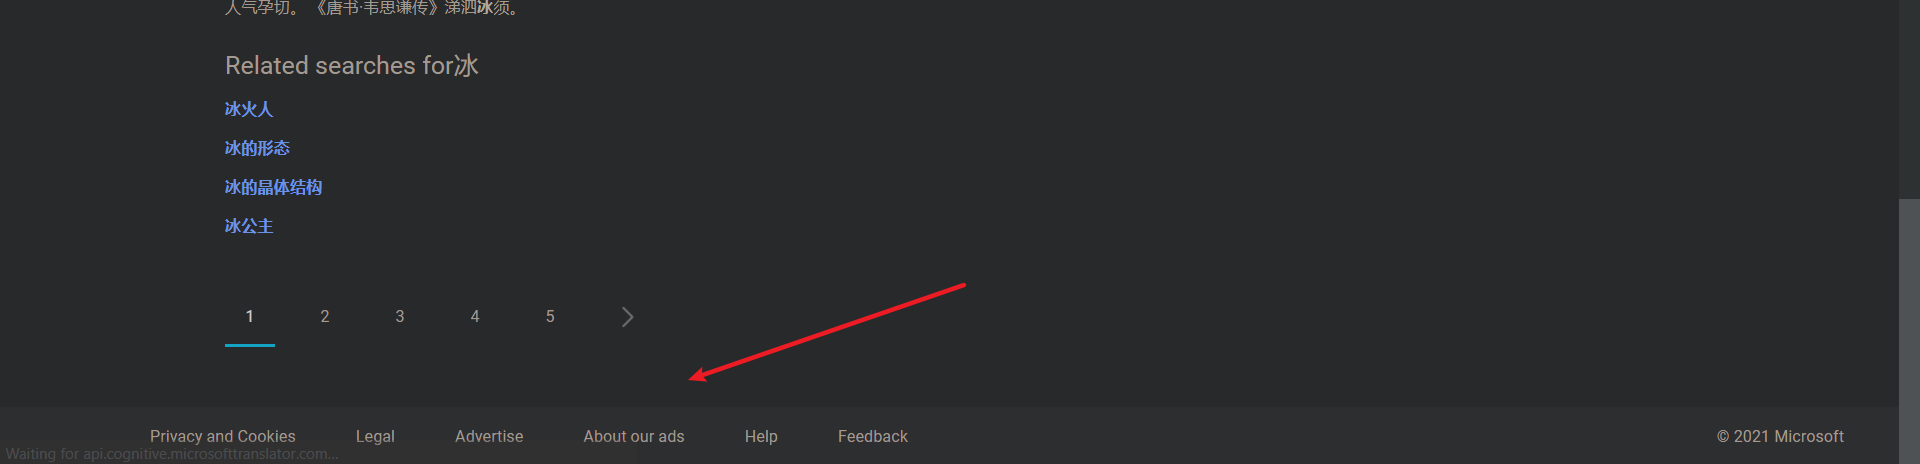 人气孕切。 《唐书·韦思谦传》涕泗冰须。
Related searches for冰
冰火人
冰的形态
冰的晶体结构
冰公主
1 2 3 4 5
Privacy and Cookies Legal Advertise About our ads Help Feedback © 2021 Microsoft
Waiting for api.cognitive.microsofttranslator.com...